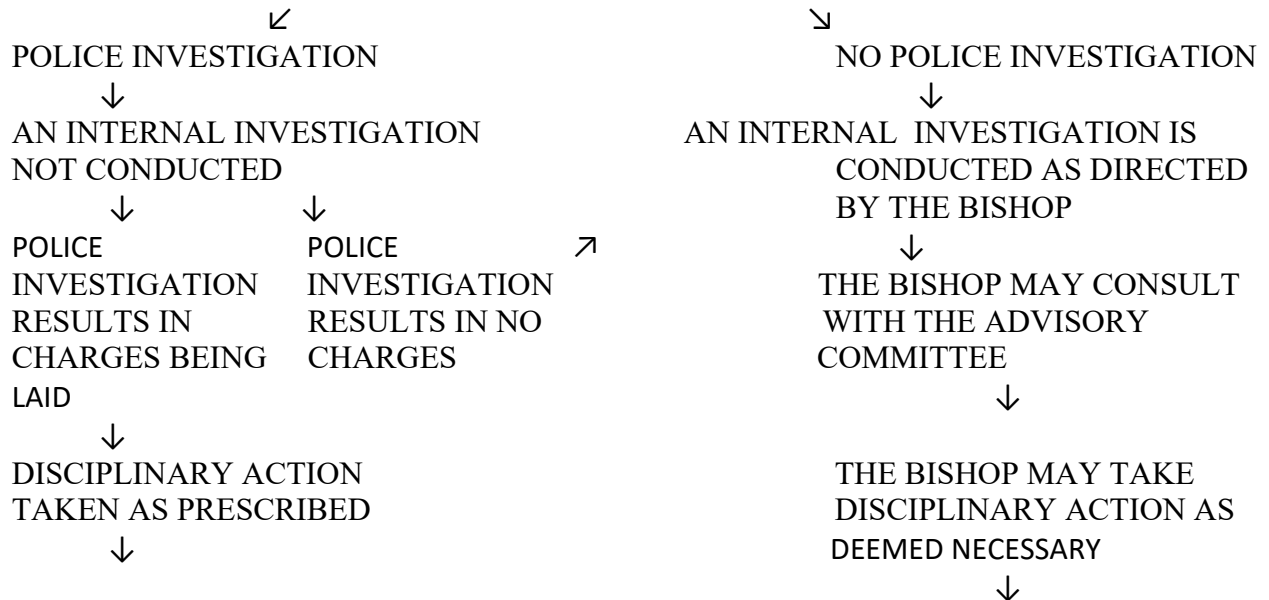 ↙ ↘
POLICE INVESTIGATION NO POLICE INVESTIGATION
↓ ↓
AN INTERNAL INVESTIGATION AN INTERNAL INVESTIGATION IS
NOT CONDUCTED CONDUCTED AS DIRECTED
↓ ↓ BY THE BISHOP
POLICE POLICE ↗ ↓
INVESTIGATION INVESTIGATION THE BISHOP MAY CONSULT
RESULTS IN RESULTS IN NO WITH THE ADVISORY
CHARGES BEING CHARGES COMMITTEE
LAID ↓
↓
DISCIPLINARY ACTION THE BISHOP MAY TAKE
TAKEN AS PRESCRIBED DISCIPLINARY ACTION AS
↓ DEEMED NECESSARY
↓